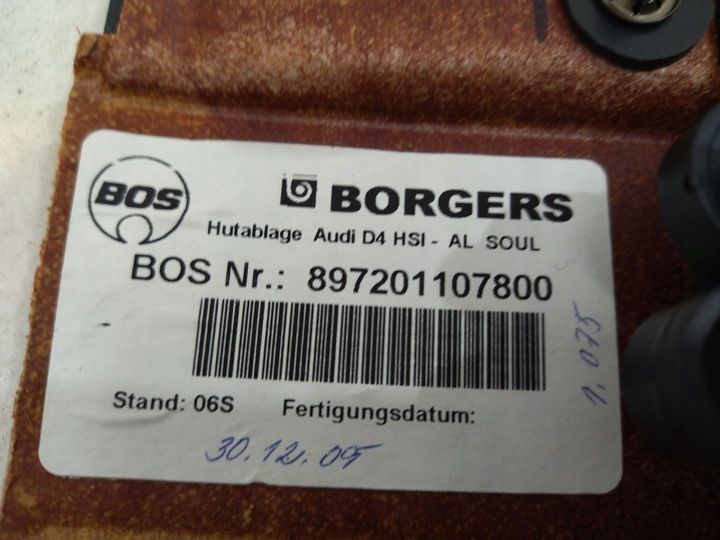 BOS
BORGERS
Hutablage Audi D4 HSI - AL SOUL
BOS Nr.: 897201107800
Stand: 06S Fertigungsdatum:
30.12.05
1.075